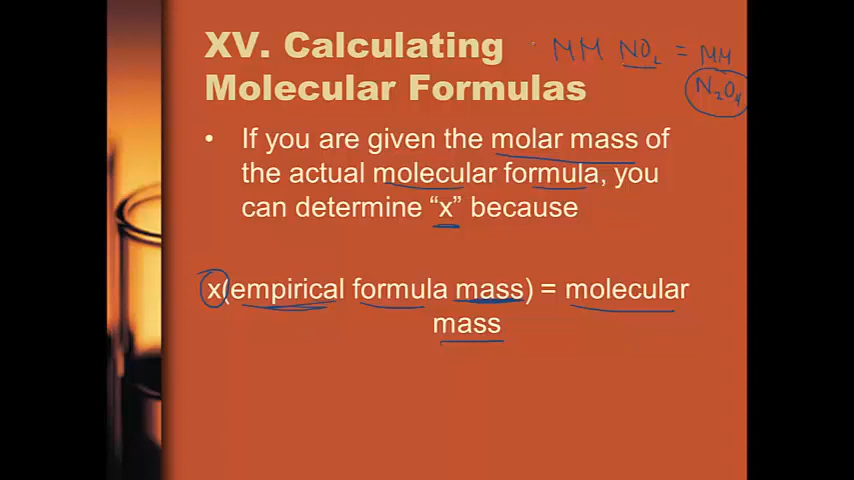 XV. Calculating
Molecular Formulas
MM NO₂ = MM
N₂O₄
• If you are given the molar mass of
the actual molecular formula, you
can determine “x” because
x(empirical formula mass) = molecular
mass